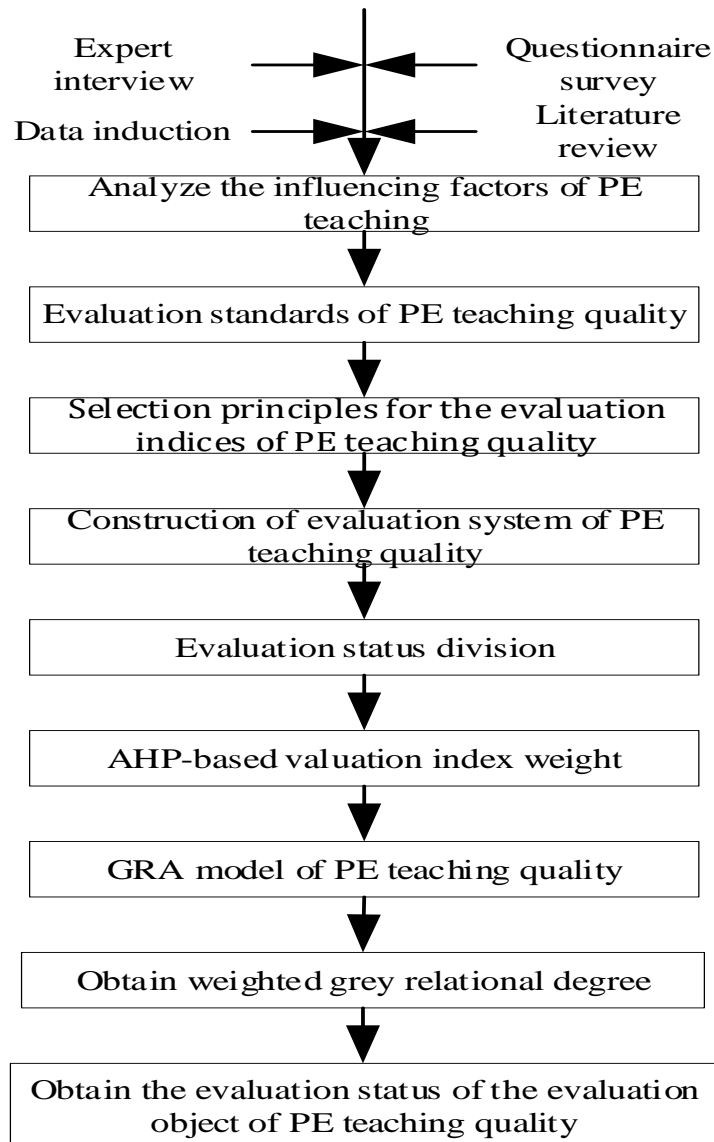 Expert
interview
Questionnaire
survey
Data induction
Literature
review
Analyze the influencing factors of PE
teaching
Evaluation standards of PE teaching quality
Selection principles for the evaluation
indices of PE teaching quality
Construction of evaluation system of PE
teaching quality
Evaluation status division
AHP-based valuation index weight
GRA model of PE teaching quality
Obtain weighted grey relational degree
Obtain the evaluation status of the evaluation
object of PE teaching quality